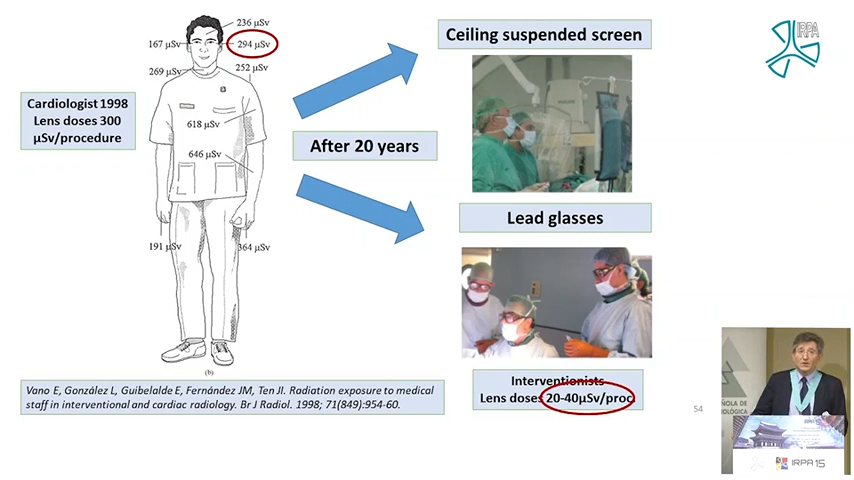 236 µSv
167 µSv
294 µSv
269 µSv
252 µSv
618 µSv
646 µSv
191 µSv
364 µSv
(b)
Cardiologist 1998
Lens doses 300
µSv/procedure
After 20 years
Ceiling suspended screen
PHILIPS
Lead glasses
Interventionists
Lens doses 20-40µSv/proc.
Vano E, González L, Guibelalde E, Fernández JM, Ten JI. Radiation exposure to medical
staff in interventional and cardiac radiology. Br J Radiol. 1998; 71(849):954-60.
54
IRPA
IRPA 15